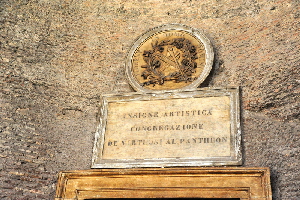 INSIGNE ARTISTICA
CONGREGAZIONE
DE VIRTUOSI AL PANTHEON